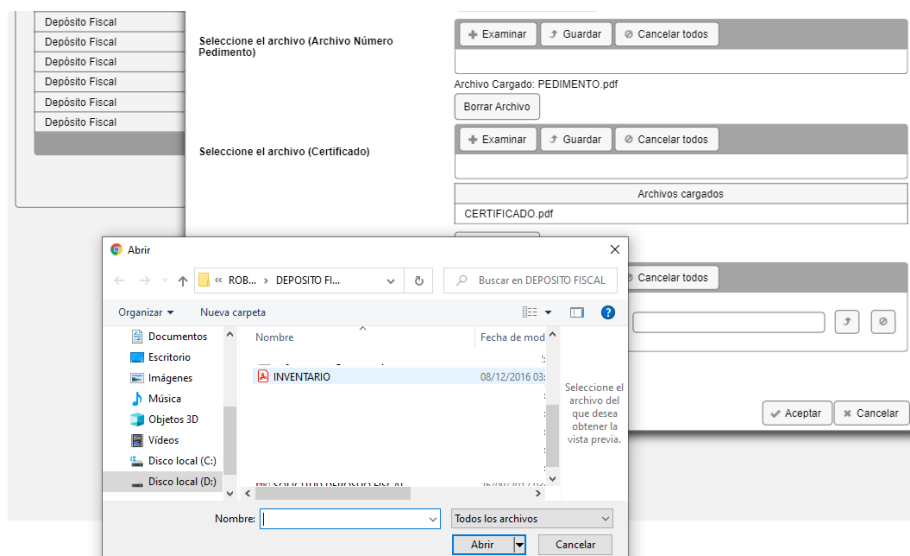 Depósito Fiscal
Depósito Fiscal
Depósito Fiscal
Depósito Fiscal
Depósito Fiscal
Depósito Fiscal
Seleccione el archivo (Archivo Número
Pedimento)
Examinar Guardar Cancelar todos
Archivo Cargado: PEDIMENTO.pdf
Borrar Archivo
Seleccione el archivo (Certificado)
Examinar Guardar Cancelar todos
Archivos cargados
CERTIFICADO.pdf
Cancelar todos
Aceptar Cancelar
Abrir
« ROB... > DEPOSITO FI...
Buscar en DEPOSITO FISCAL
Organizar Nueva carpeta
Documentos
Escritorio
Imágenes
Música
Objetos 3D
Vídeos
Disco local (C:)
Disco local (D:)
Nombre Fecha de mod
INVENTARIO 08/12/2016 03:
SOLICITUD DEPOSITO FISCAL
Seleccione el
archivo del
que desea
obtener la
vista previa.
Nombre:
Todos los archivos
Abrir Cancelar